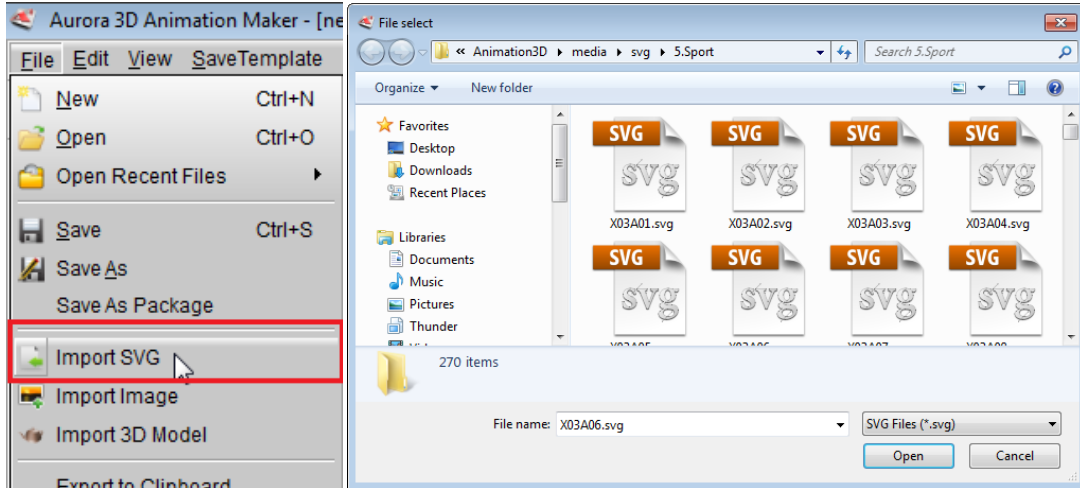 Aurora 3D Animation Maker - [ne
File Edit View SaveTemplate
New Ctrl+N
Open Ctrl+O
Open Recent Files
Save Ctrl+S
Save As
Save As Package
Import SVG
Import Image
Import 3D Model
Export to Clipboard
File select
« Animation3D ▸ media ▸ svg ▸ 5.Sport
Search 5.Sport
Organize New folder
Favorites
Desktop
Downloads
Recent Places
Libraries
Documents
Music
Pictures
Thunder
SVG SVG SVG SVG
svg svg svg svg
X03A01.svg X03A02.svg X03A03.svg X03A04.svg
SVG SVG SVG SVG
svg svg svg svg
X03A05 X03A06 X03A07 X03A08
270 items
File name: X03A06.svg SVG Files (*.svg)
Open Cancel